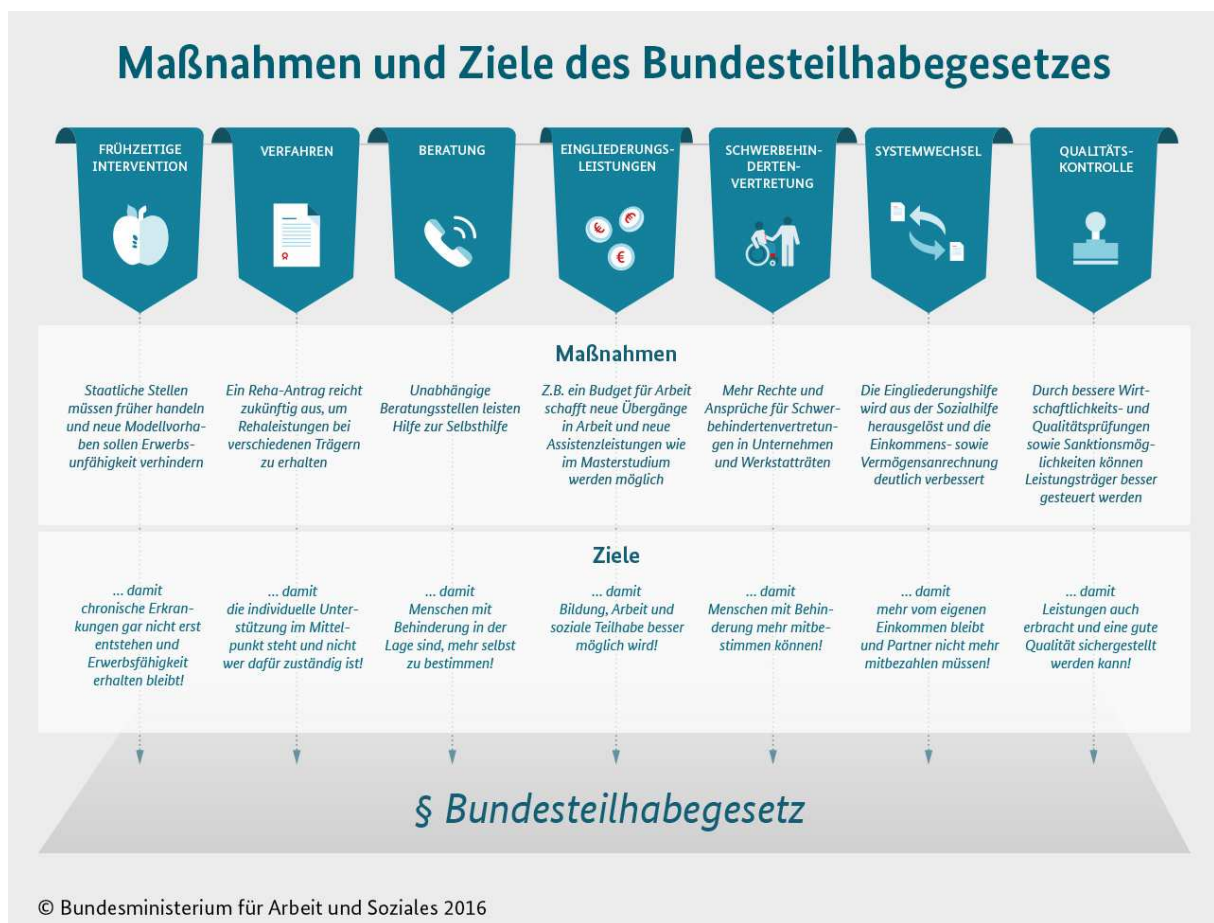 Maßnahmen und Ziele des Bundesteilhabegesetzes
FRÜHZEITIGE
INTERVENTION
VERFAHREN
BERATUNG
EINGLIEDERUNGS-
LEISTUNGEN
SCHWERBEHIN-
DERTEN-
VERTRETUNG
SYSTEMWECHSEL
QUALITÄTS-
KONTROLLE
€
€
€
Maßnahmen
Staatliche Stellen
müssen früher handeln
und neue Modellvorha-
ben sollen Erwerbs-
unfähigkeit verhindern
Ein Reha-Antrag reicht
zukünftig aus, um
Rehaleistungen bei
verschiedenen Trägern
zu erhalten
Unabhängige
Beratungsstellen leisten
Hilfe zur Selbsthilfe
Z.B. ein Budget für Arbeit
schafft neue Übergänge
in Arbeit und neue
Assistenzleistungen wie
im Masterstudium
werden möglich
Mehr Rechte und
Ansprüche für Schwer-
behindertenvertretun-
gen in Unternehmen
und Werkstatträten
Die Eingliederungshilfe
wird aus der Sozialhilfe
herausgelöst und die
Einkommens- sowie
Vermögensanrechnung
deutlich verbessert
Durch bessere Wirt-
schaftlichkeits- und
Qualitätsprüfungen
sowie Sanktionsmög-
lichkeiten können
Leistungsträger besser
gesteuert werden
Ziele
... damit
chronische Erkran-
kungen gar nicht erst
entstehen und
Erwerbsfähigkeit
erhalten bleibt!
... damit
die individuelle Unter-
stützung im Mittel-
punkt steht und nicht
wer dafür zuständig ist!
... damit
Menschen mit
Behinderung in der
Lage sind, mehr selbst
zu bestimmen!
... damit
Bildung, Arbeit und
soziale Teilhabe besser
möglich wird!
... damit
Menschen mit Behin-
derung mehr mitbe-
stimmen können!
... damit
mehr vom eigenen
Einkommen bleibt
und Partner nicht mehr
mitbezahlen müssen!
... damit
Leistungen auch
erbracht und eine gute
Qualität sichergestellt
werden kann!
§ Bundesteilhabegesetz
© Bundesministerium für Arbeit und Soziales 2016